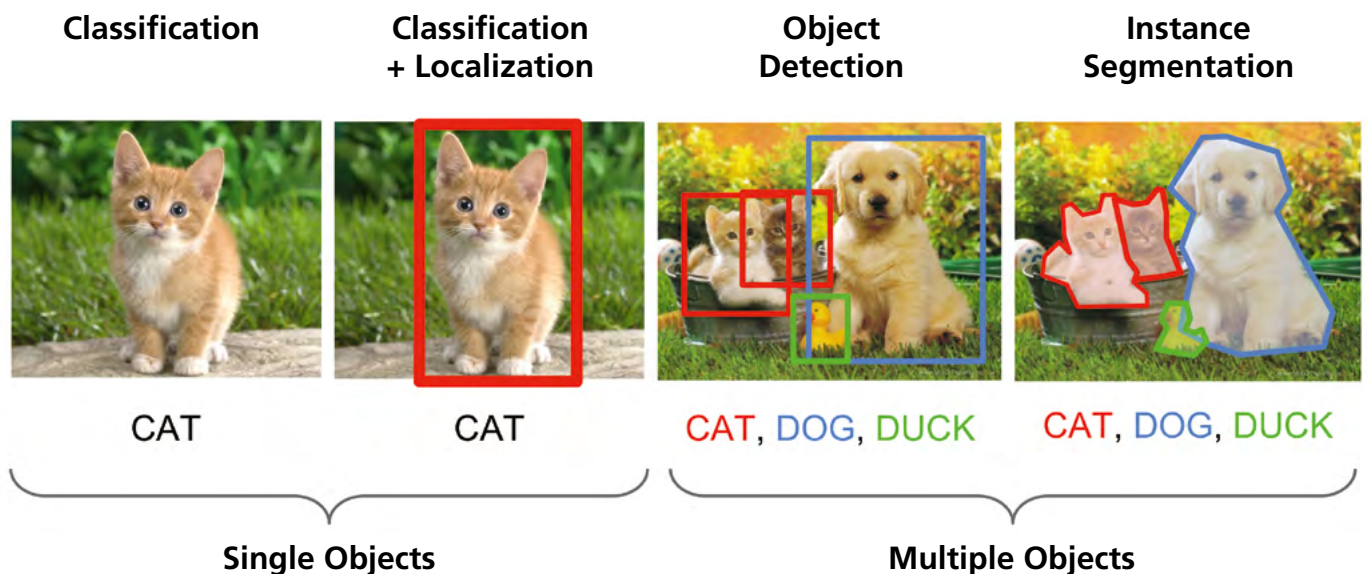 Classification
Classification
+ Localization
Object
Detection
Instance
Segmentation
CAT
CAT
CAT, DOG, DUCK
CAT, DOG, DUCK
Single Objects
Multiple Objects